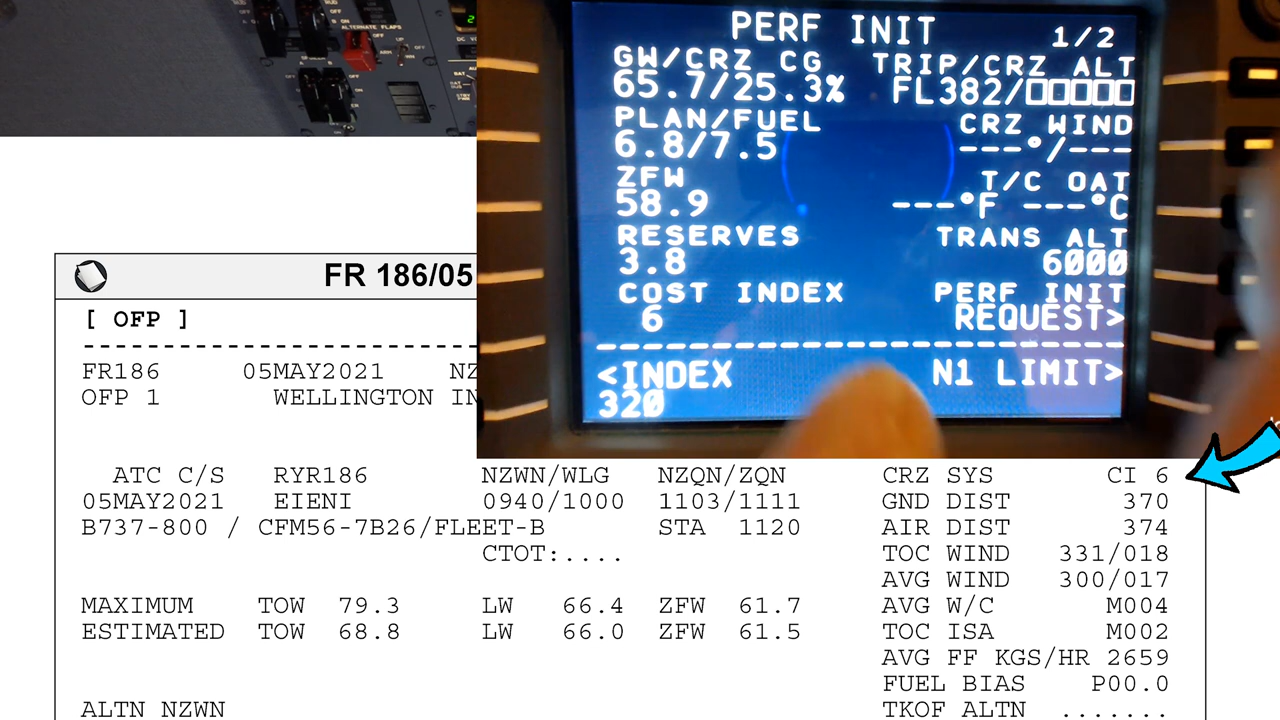 ALTERNATE FLAPS
OFF
ARM
PERF INIT 1/2
GW/CRZ CG TRIP/CRZ ALT
65.7/25.3% FL382/□□□□□
PLAN/FUEL CRZ WIND
6.8/7.5 ---°/---
ZFW T/C OAT
58.9 ---°F ---°C
RESERVES TRANS ALT
3.8 6000
COST INDEX PERF INIT
6 REQUEST>
------------------------------
<INDEX N1 LIMIT>
320
FR 186/05
[ OFP ]
------------------------------
FR186 05MAY2021 NZ
OFP 1 WELLINGTON IN
ATC C/S RYR186 NZWN/WLG NZQN/ZQN CRZ SYS CI 6
05MAY2021 EIENI 0940/1000 1103/1111 GND DIST 370
B737-800 / CFM56-7B26/FLEET-B STA 1120 AIR DIST 374
CTOT:.... TOC WIND 331/018
AVG WIND 300/017
MAXIMUM TOW 79.3 LW 66.4 ZFW 61.7 AVG W/C M004
ESTIMATED TOW 68.8 LW 66.0 ZFW 61.5 TOC ISA M002
AVG FF KGS/HR 2659
FUEL BIAS P00.0
ALTN NZWN TKOF ALTN .......